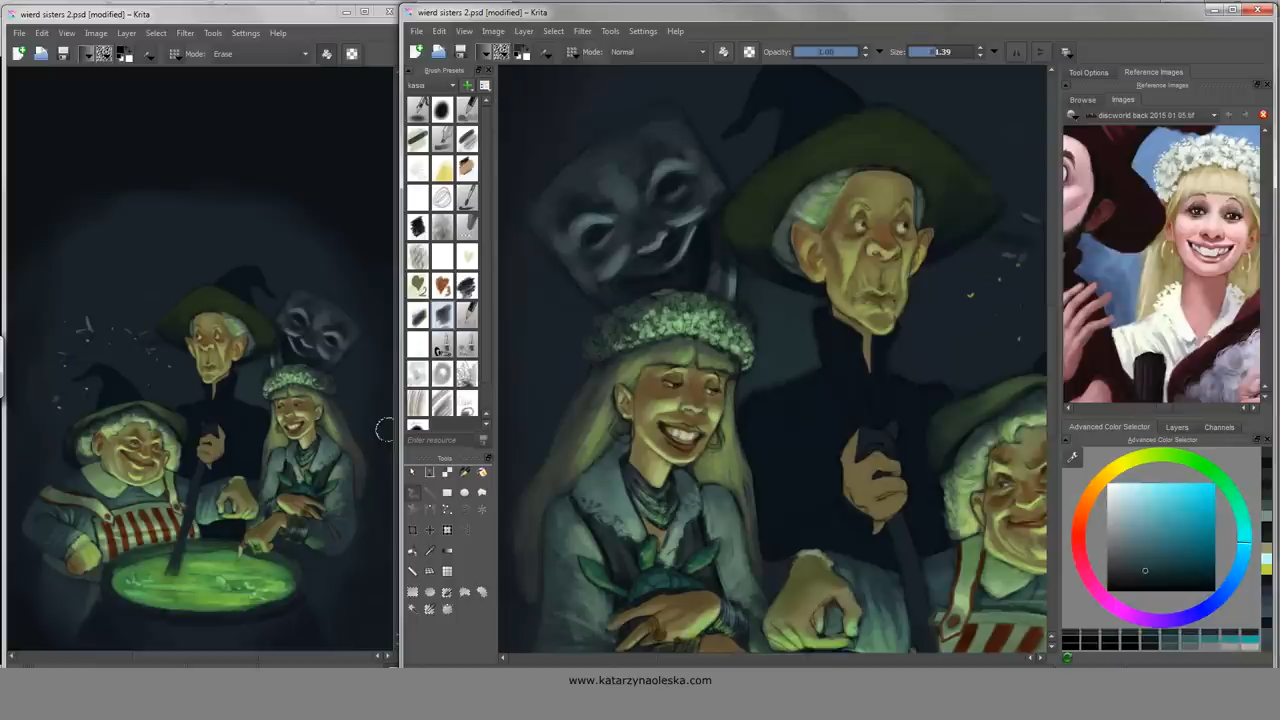 wierd sisters 2.psd [modified] - Krita
File Edit View Image Layer Select Filter Tools Settings Help
Mode: Erase
wierd sisters 2.psd [modified] - Krita
File Edit View Image Layer Select Filter Tools Settings Help
Mode: Normal Opacity: 1.00 Size: 1.39
Brush Presets
kasia
Enter resource
Tools
Tool Options Reference Images
Reference Images
Browse Images
discworld back 2015 01 05.tif
Advanced Color Selector Layers Channels
Advanced Color Selector
www.katarzynaoleska.com